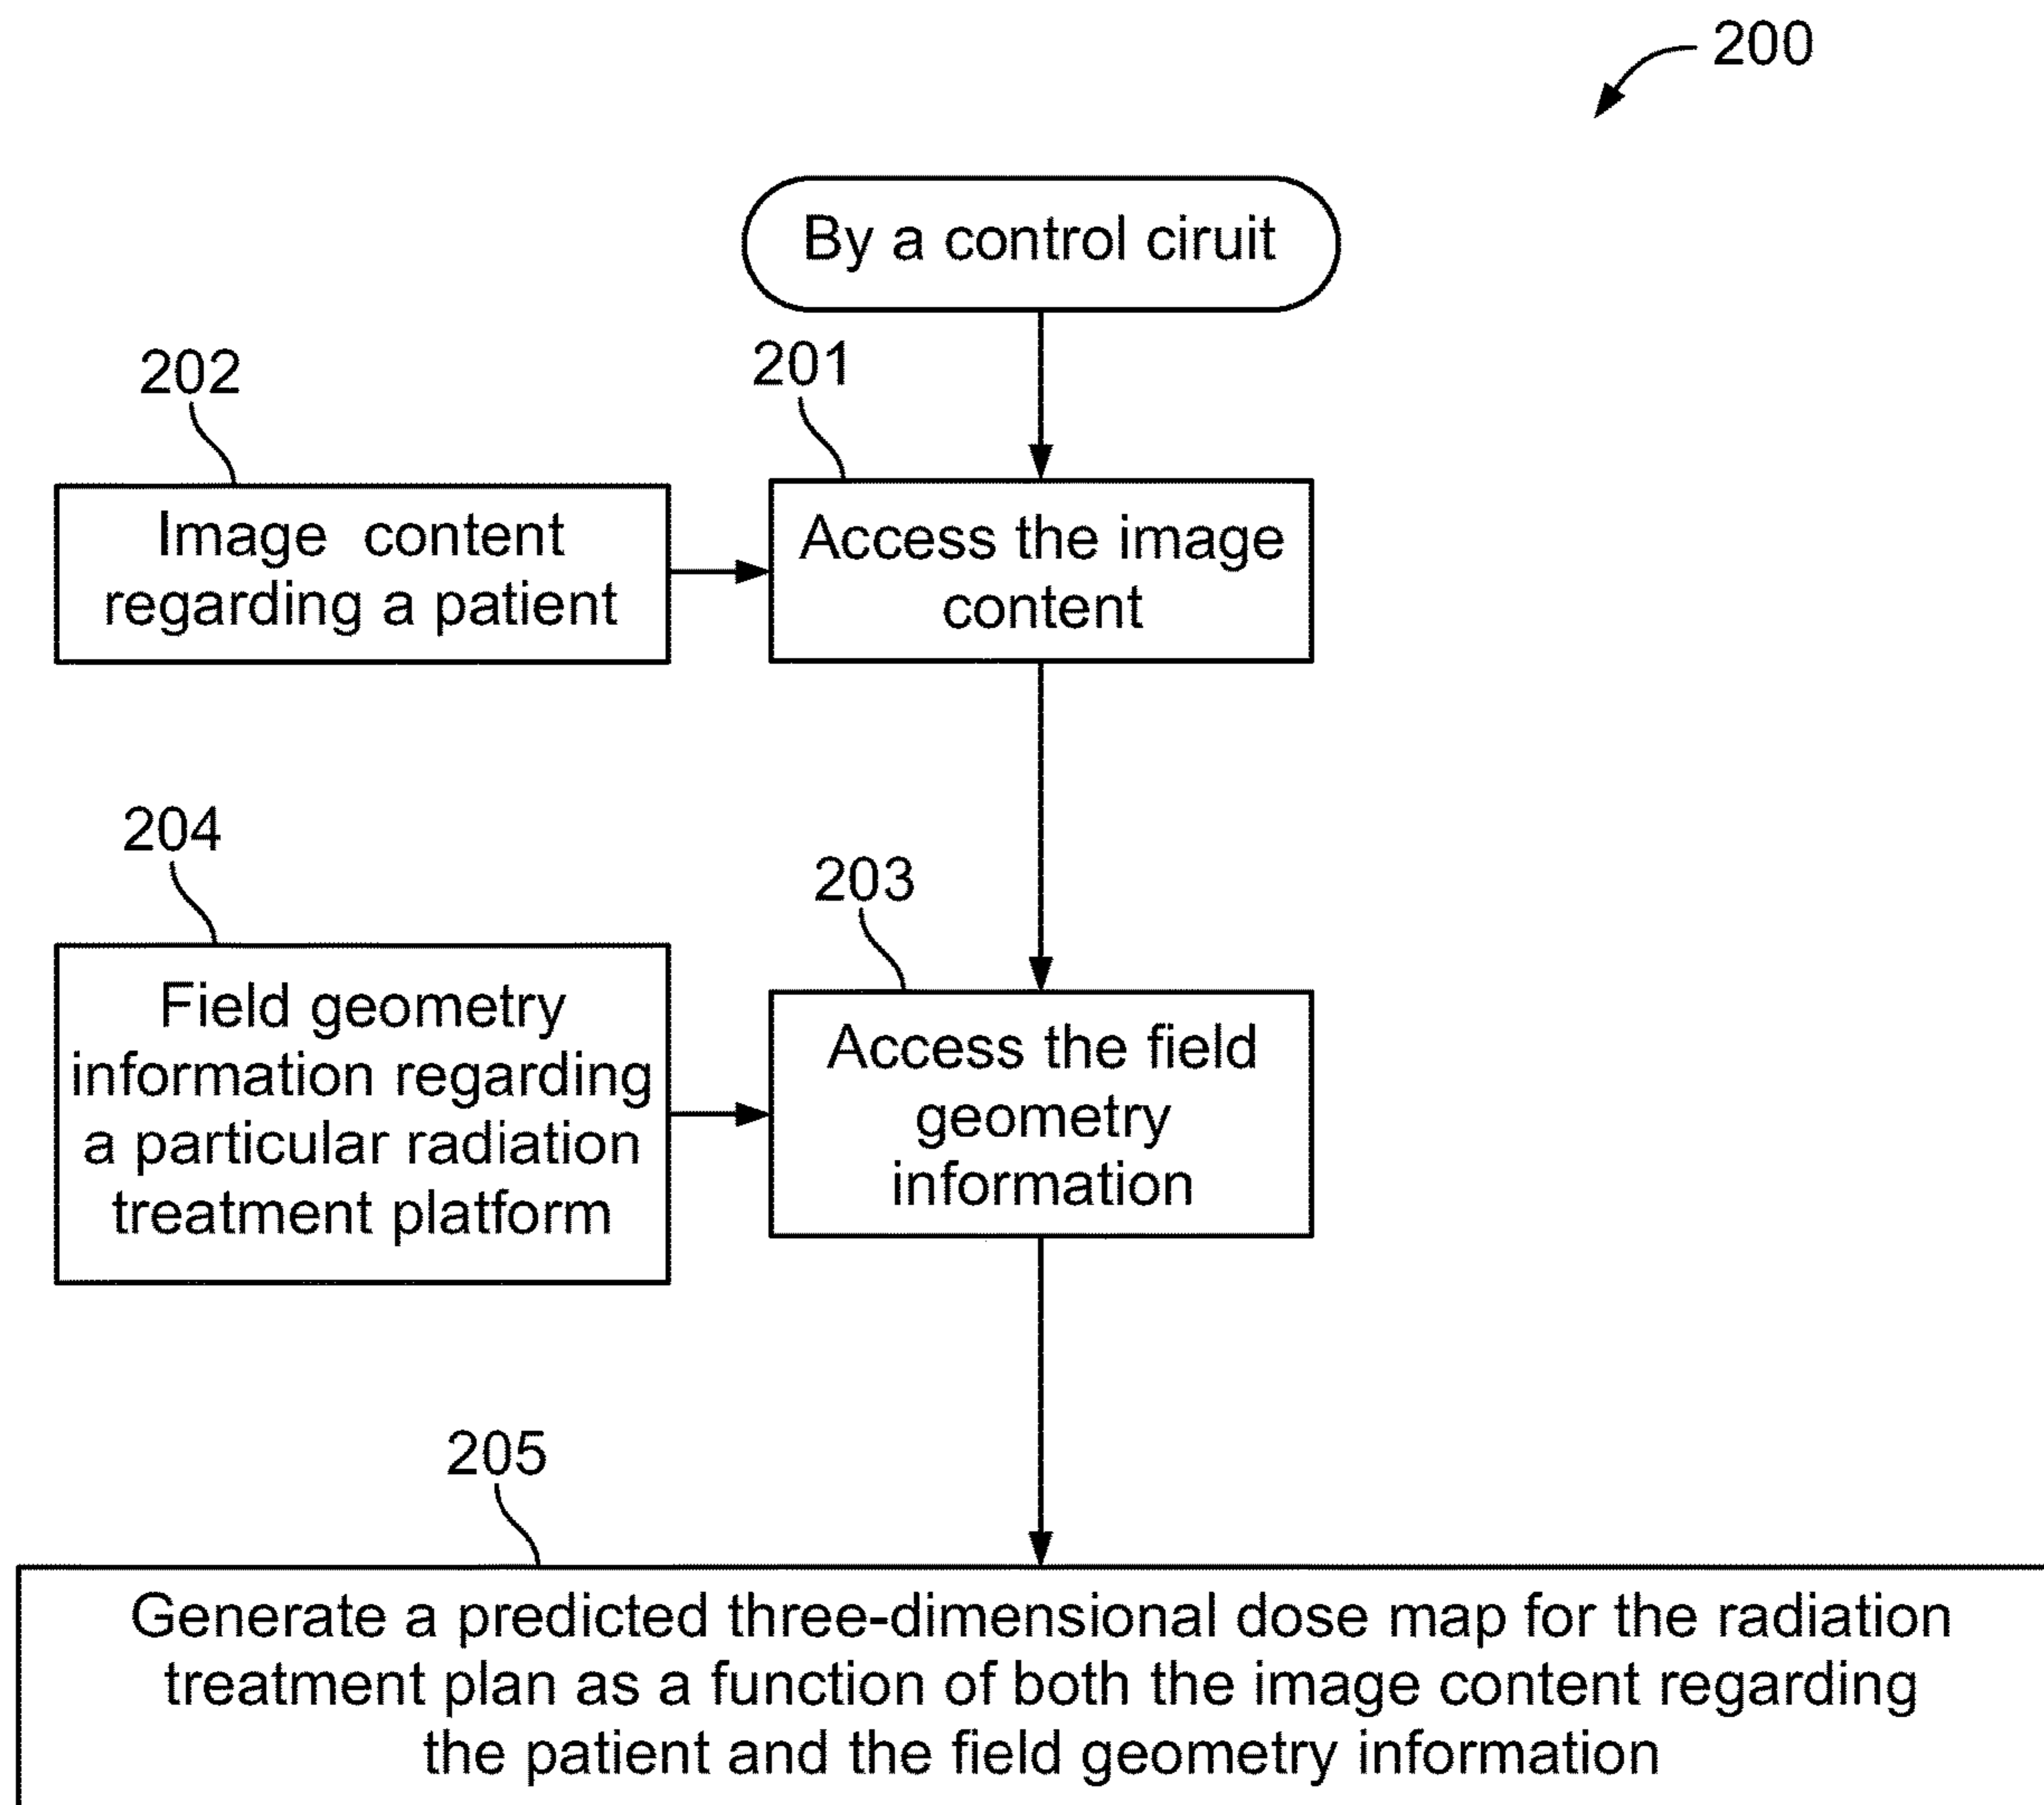 200
By a control ciruit
202
201
Image content
regarding a patient
Access the image
content
204
203
Field geometry
information regarding
a particular radiation
treatment platform
Access the field
geometry
information
205
Generate a predicted three-dimensional dose map for the radiation
treatment plan as a function of both the image content regarding
the patient and the field geometry information